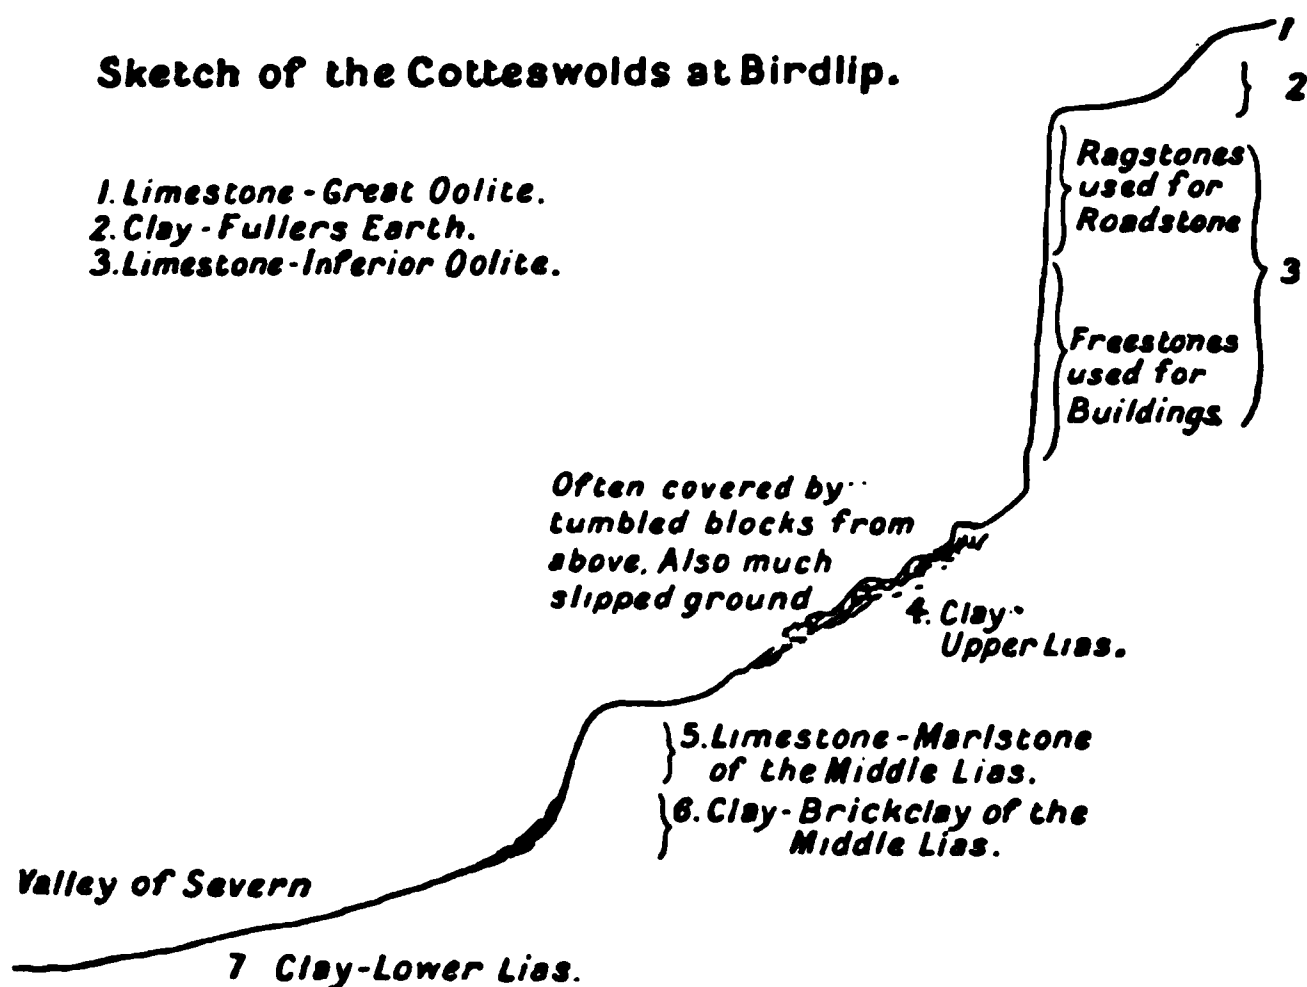 Sketch of the Cotteswolds at Birdlip.
1
2
1. Limestone - Great Oolite.
2. Clay - Fullers Earth.
3. Limestone - Inferior Oolite.
Ragstones
used for
Roadstone
3
Freestones
used for
Buildings
Often covered by
tumbled blocks from
above. Also much
slipped ground
4. Clay
Upper Lias.
5. Limestone - Marlstone
of the Middle Lias.
6. Clay - Brickclay of the
Middle Lias.
Valley of Severn
7 Clay - Lower Lias.